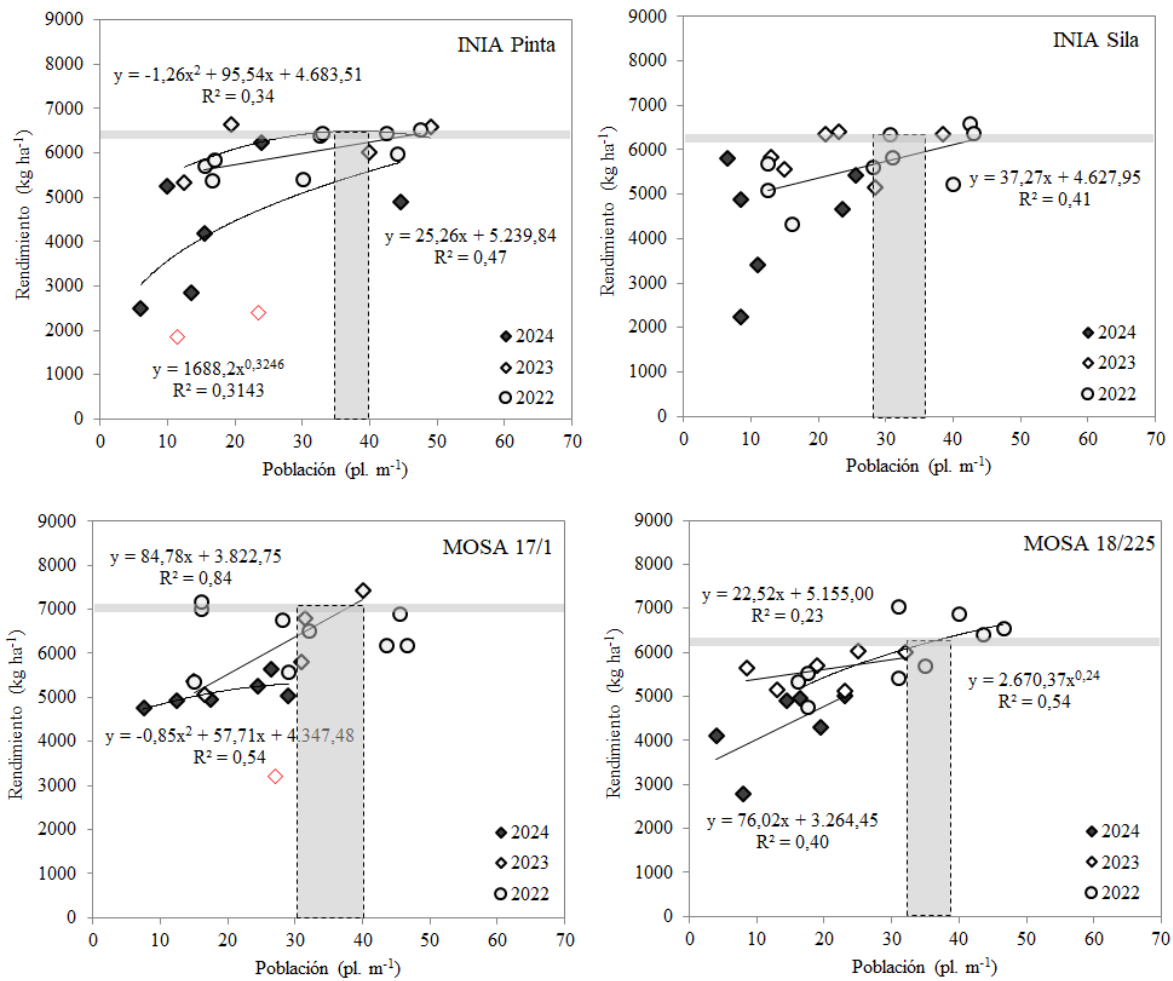 INIA Pinta
9000
8000
7000
6000
5000
4000
3000
2000
1000
0
Rendimiento (kg ha-1)
y = -1,26x2 + 95,54x + 4.683,51
R² = 0,34
y = 25,26x + 5.239,84
R² = 0,47
y = 1688,2x0,3246
R² = 0,3143
2024
2023
2022
0 10 20 30 40 50 60 70
Población (pl. m-1)
INIA Sila
9000
8000
7000
6000
5000
4000
3000
2000
1000
0
Rendimiento (kg ha-1)
y = 37,27x + 4.627,95
R² = 0,41
2024
2023
2022
0 10 20 30 40 50 60 70
Población (pl. m-1)
MOSA 17/1
9000
8000
7000
6000
5000
4000
3000
2000
1000
0
Rendimiento (kg ha-1)
y = 84,78x + 3.822,75
R² = 0,84
y = -0,85x2 + 57,71x + 4.347,48
R² = 0,54
2024
2023
2022
0 10 20 30 40 50 60 70
Población (pl. m-1)
MOSA 18/225
9000
8000
7000
6000
5000
4000
3000
2000
1000
0
Rendimiento (kg ha-1)
y = 22,52x + 5.155,00
R² = 0,23
y = 2.670,37x0,24
R² = 0,54
y = 76,02x + 3.264,45
R² = 0,40
2024
2023
2022
0 10 20 30 40 50 60 70
Población (pl. m-1)